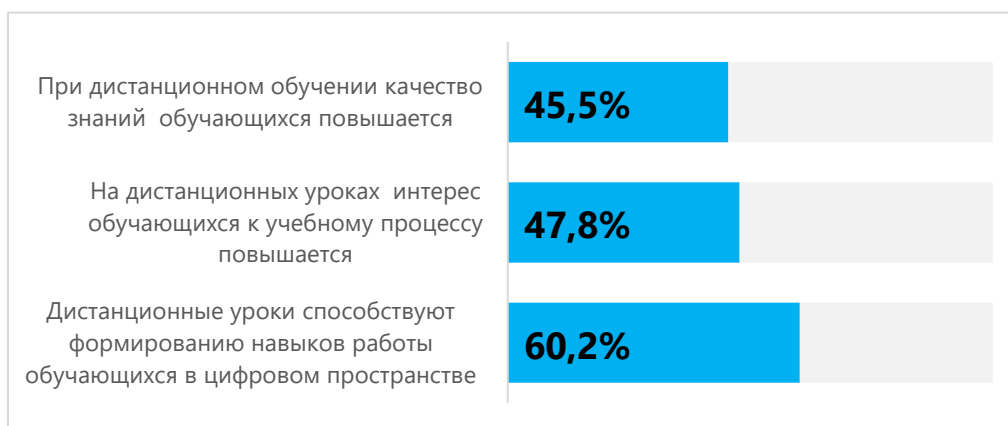 При дистанционном обучении качество
знаний обучающихся повышается
45,5%
На дистанционных уроках интерес
обучающихся к учебному процессу
повышается
47,8%
Дистанционные уроки способствуют
формированию навыков работы
обучающихся в цифровом пространстве
60,2%